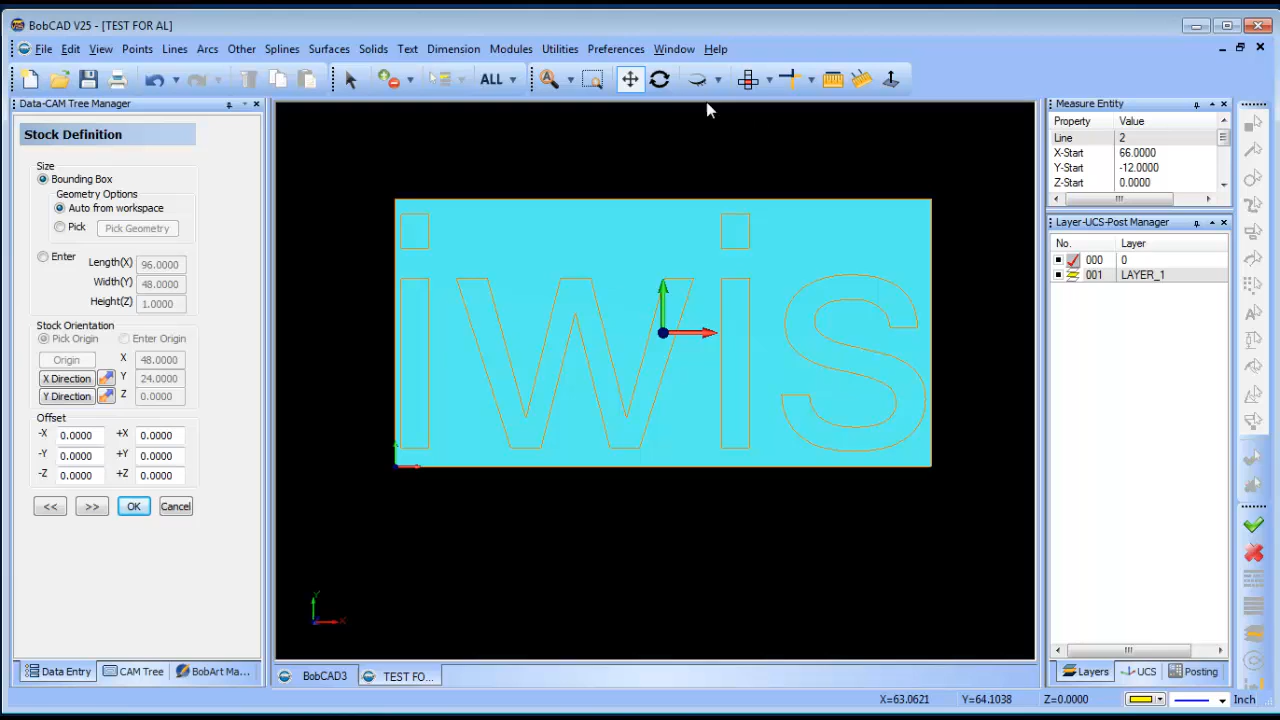 BobCAD V25 - [TEST FOR AL]
File Edit View Points Lines Arcs Other Splines Surfaces Solids Text Dimension Modules Utilities Preferences Window Help
ALL
Data-CAM Tree Manager
Stock Definition
Size
Bounding Box
Geometry Options
Auto from workspace
Pick Pick Geometry
Enter Length(X) 96.0000
Width(Y) 48.0000
Height(Z) 1.0000
Stock Orientation
Pick Origin Enter Origin
Origin X 48.0000
X Direction Y 24.0000
Y Direction Z 0.0000
Offset
-X 0.0000 +X 0.0000
-Y 0.0000 +Y 0.0000
-Z 0.0000 +Z 0.0000
<< >> OK Cancel
Data Entry CAM Tree BobArt Ma...
iwis
Y
X
BobCAD3 TEST FO...
Measure Entity
Property Value
Line 2
X-Start 66.0000
Y-Start -12.0000
Z-Start 0.0000
Layer-UCS-Post Manager
No. Layer
000 0
001 LAYER_1
Layers UCS Posting
X=63.0621 Y=64.1038 Z=0.0000 Inch